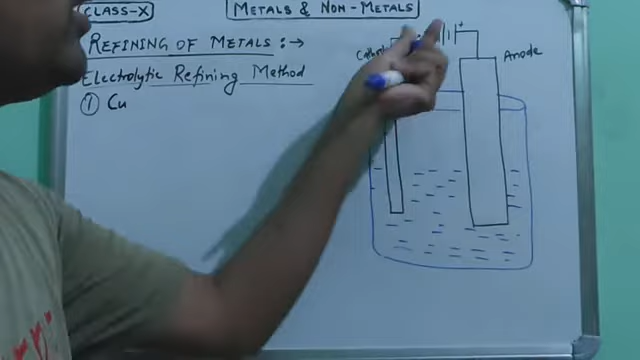 CLASS-X
METALS & NON-METALS
REFINING OF METALS :→
Electrolytic Refining Method
① Cu
+
Anode